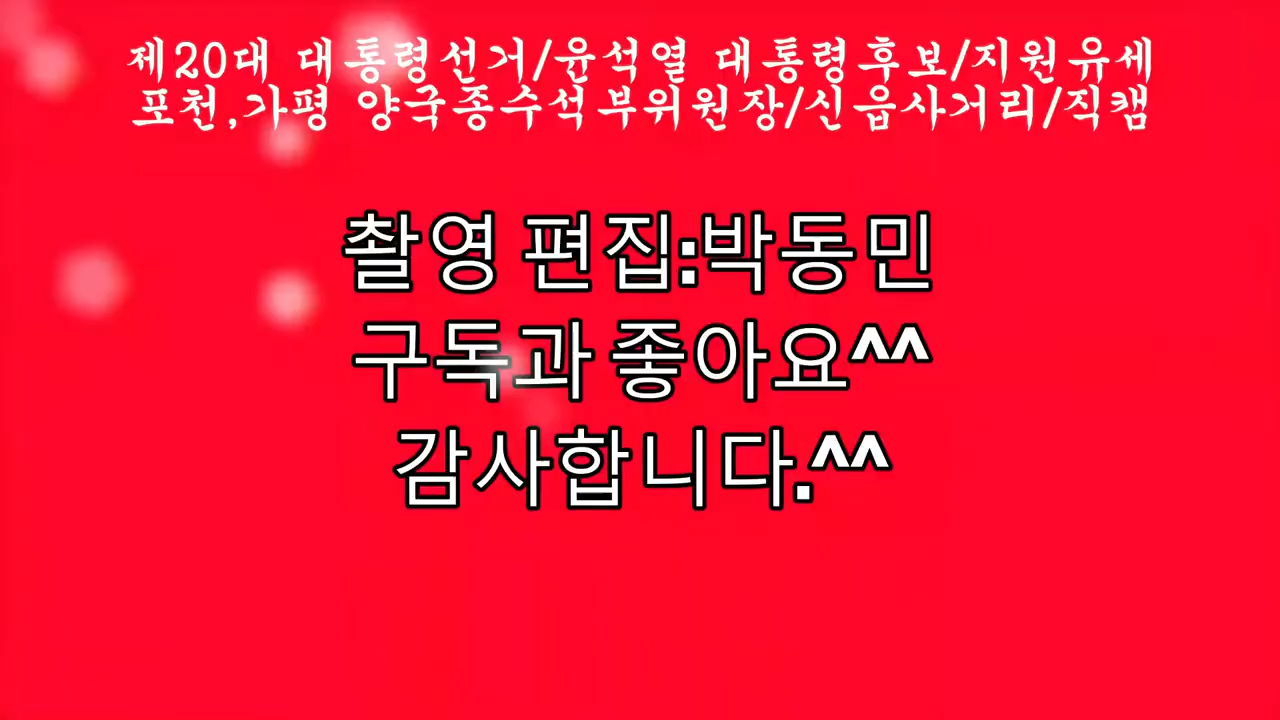 제20대 대통령선거/윤석열 대통령후보/지원유세
포천,가평 양국종수석부위원장/신읍사거리/직캠
촬영 편집:박동민
구독과 좋아요^^
감사합니다.^^